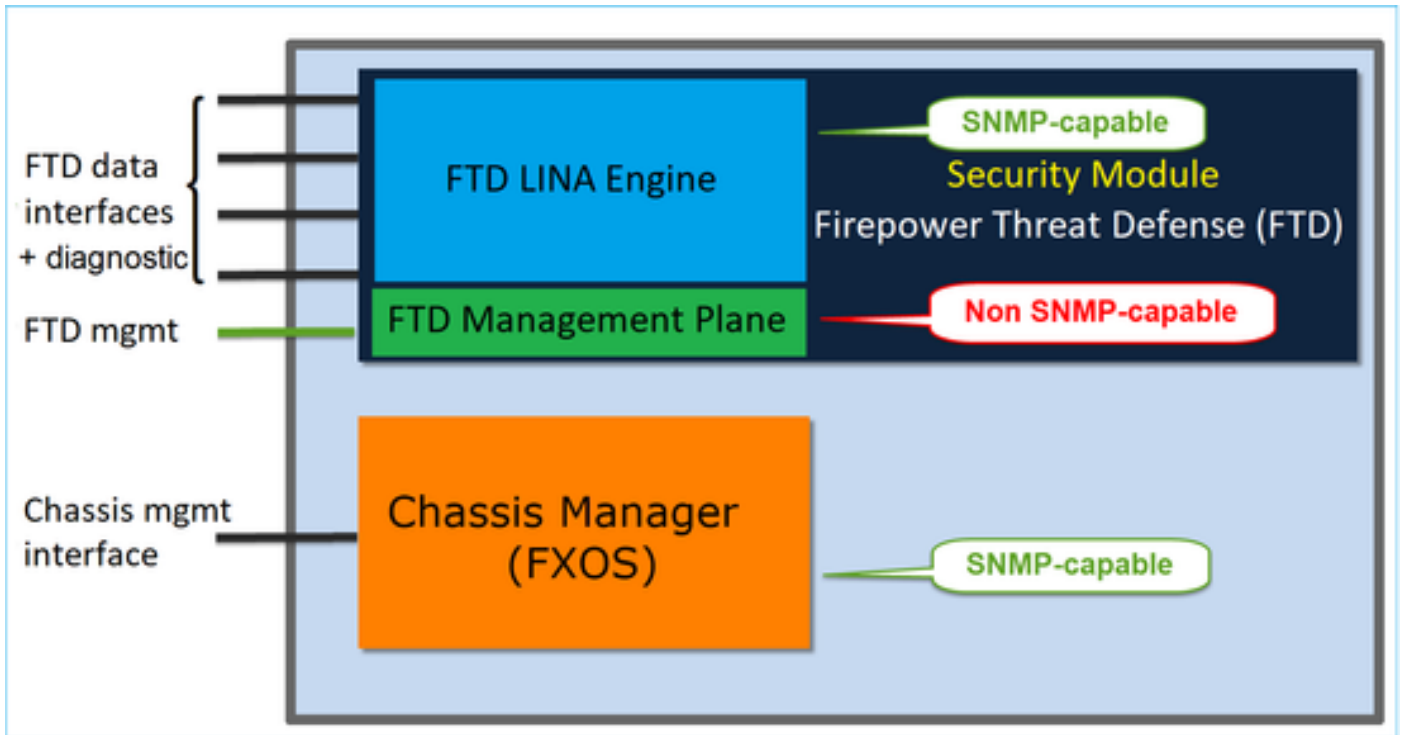 FTD data
interfaces
+ diagnostic
FTD mgmt
Chassis mgmt
interface
FTD LINA Engine
FTD Management Plane
SNMP-capable
Security Module
Firepower Threat Defense (FTD)
Non SNMP-capable
Chassis Manager
(FXOS)
SNMP-capable